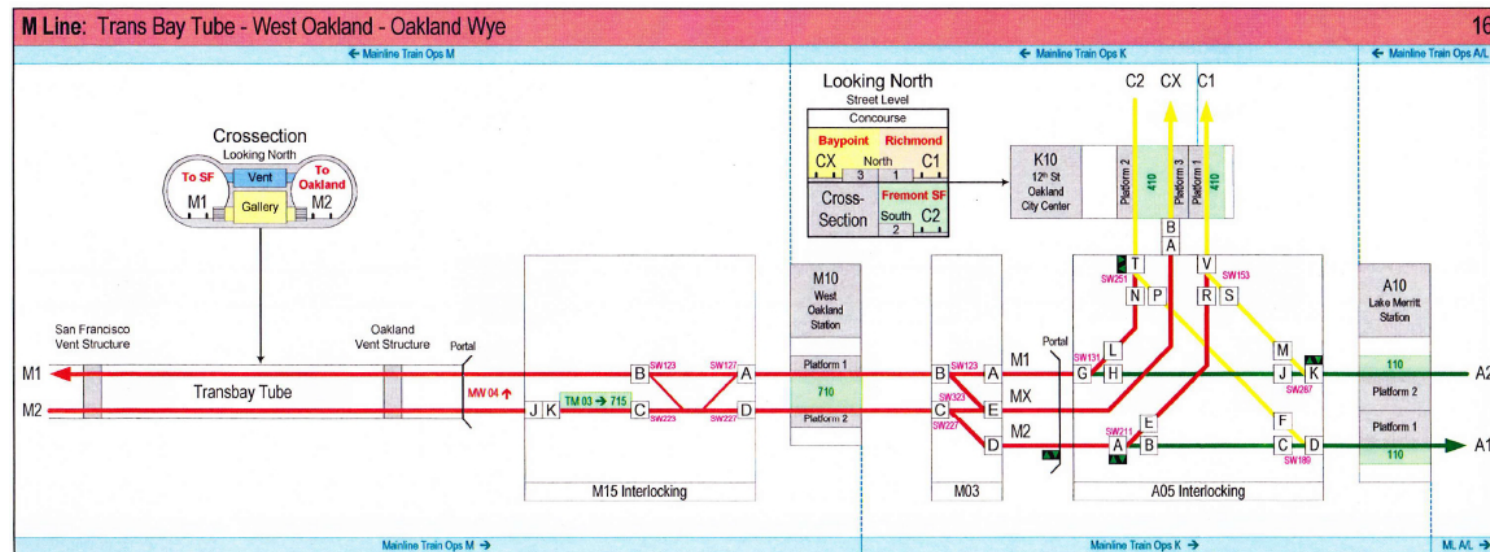 M Line: Trans Bay Tube - West Oakland - Oakland Wye 16
← Mainline Train Ops M
← Mainline Train Ops K
← Mainline Train Ops A/L
Looking North
Street Level
Concourse
Baypoint Richmond
CX North C1
3 1
Cross-
Section
Fremont SF
South C2
2
C2 CX C1
K10
12th St
Oakland
City Center
Platform 2
410
Platform 3
Platform 1
410
Crossection
Looking North
To SF
M1
Vent
Gallery
To
Oakland
M2
B
A
T
SW251
N P
V
SW153
R S
M10
West
Oakland
Station
A10
Lake Merritt
Station
San Francisco
Vent Structure
Oakland
Vent Structure
Portal
Portal
M1
Transbay Tube
M2
MW 04 ↑
J K
TM 03 → 715
B SW123 SW127 A
C SW223 SW227 D
Platform 1
710
Platform 2
B SW123 A M1
C SW323 E MX
SW227
D M2
SW131 L
G H
M
J K
SW267
E F
SW211
A B
C D
SW189
110
Platform 2
Platform 1
110
A2
A1
M15 Interlocking
M03
A05 Interlocking
Mainline Train Ops M →
Mainline Train Ops K →
ML A/L →